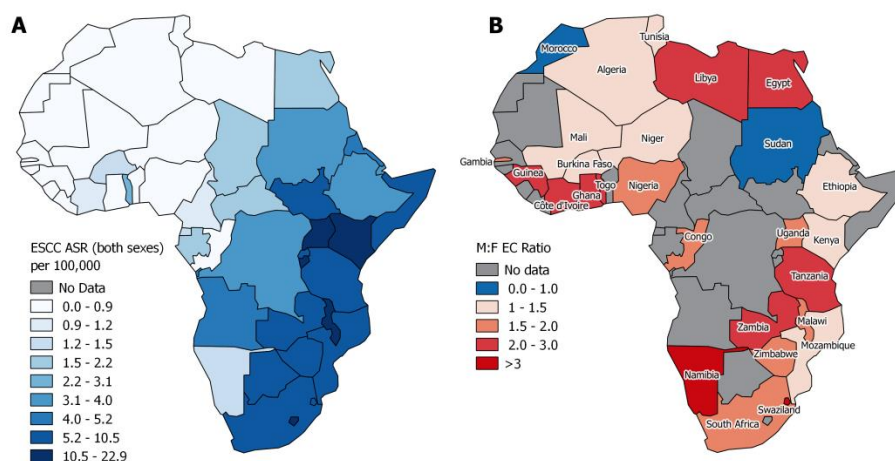 A
ESCC ASR (both sexes)
per 100,000
No Data
0.0 - 0.9
0.9 - 1.2
1.2 - 1.5
1.5 - 2.2
2.2 - 3.1
3.1 - 4.0
4.0 - 5.2
5.2 - 10.5
10.5 - 22.9
B
Tunisia
Morocco
Algeria
Libya
Egypt
Mali
Niger
Sudan
Gambia
Burkina Faso
Guinea
Togo
Nigeria
Ethiopia
Ghana
Côte d'Ivoire
Congo
Uganda
Kenya
Tanzania
Malawi
Zambia
Mozambique
Zimbabwe
Namibia
Swaziland
South Africa
M:F EC Ratio
No data
0.0 - 1.0
1 - 1.5
1.5 - 2.0
2.0 - 3.0
>3